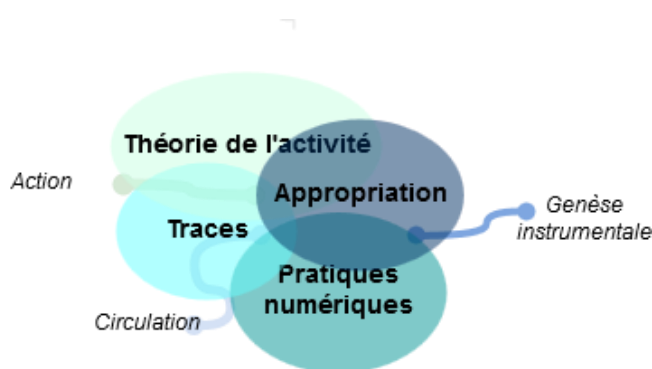 Théorie de l'activité
Action
Appropriation
Genèse
instrumentale
Traces
Pratiques
numériques
Circulation